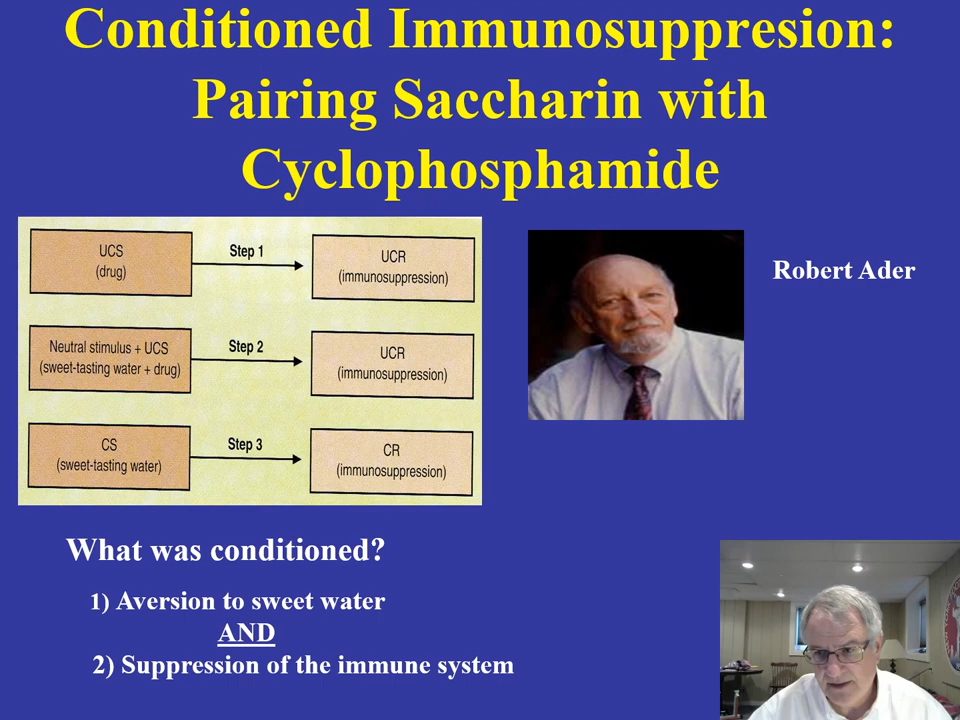 Conditioned Immunosuppresion:
Pairing Saccharin with
Cyclophosphamide
UCS
(drug)
Step 1
UCR
(immunosuppression)
Neutral stimulus + UCS
(sweet-tasting water + drug)
Step 2
UCR
(immunosuppression)
CS
(sweet-tasting water)
Step 3
CR
(immunosuppression)
Robert Ader
What was conditioned?
1) Aversion to sweet water
AND
2) Suppression of the immune system